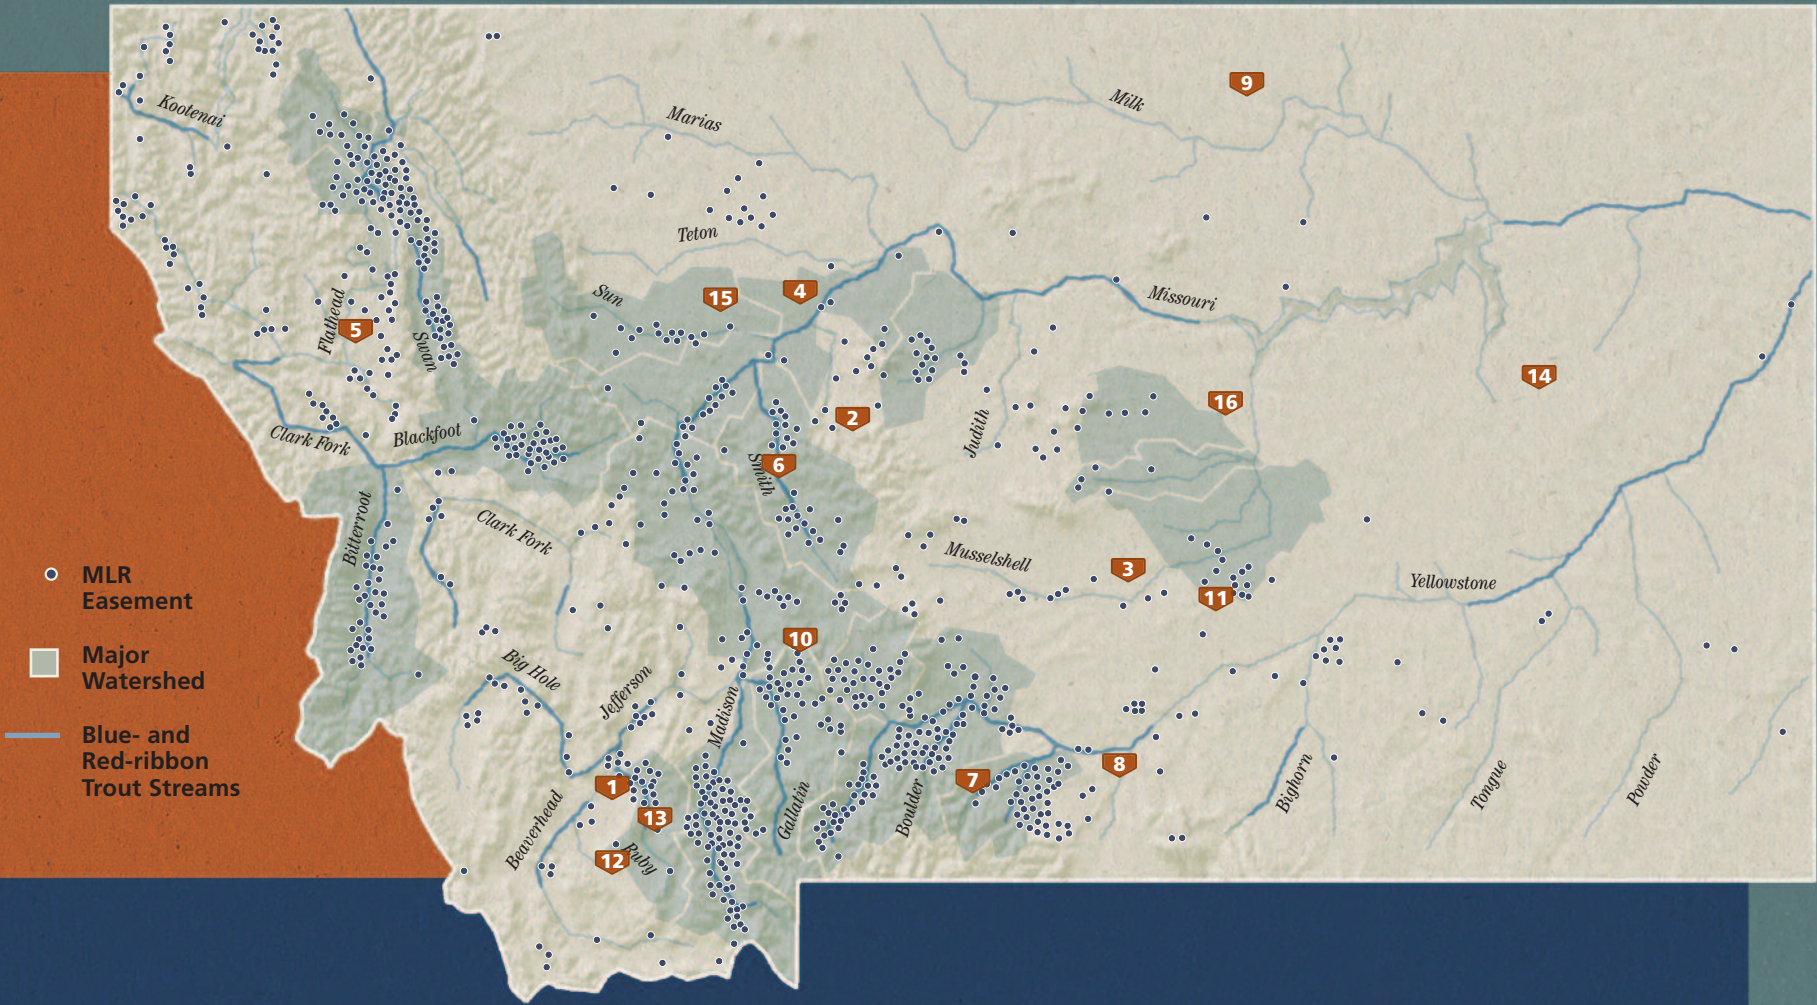 9
Kootenai
Marias
Milk
Teton
Sun
15
4
Missouri
Flathead
5
Swan
14
16
2
Judith
Clark Fork
Blackfoot
6
Smith
Bitterroot
Clark Fork
Musselshell
3
Yellowstone
11
MLR
Easement
10
Major
Watershed
Big Hole
Jefferson
Madison
Blue- and
Red-ribbon
Trout Streams
8
7
1
Bighorn
Tongue
Powder
Boulder
Gallatin
13
Beaverhead
12
Ruby